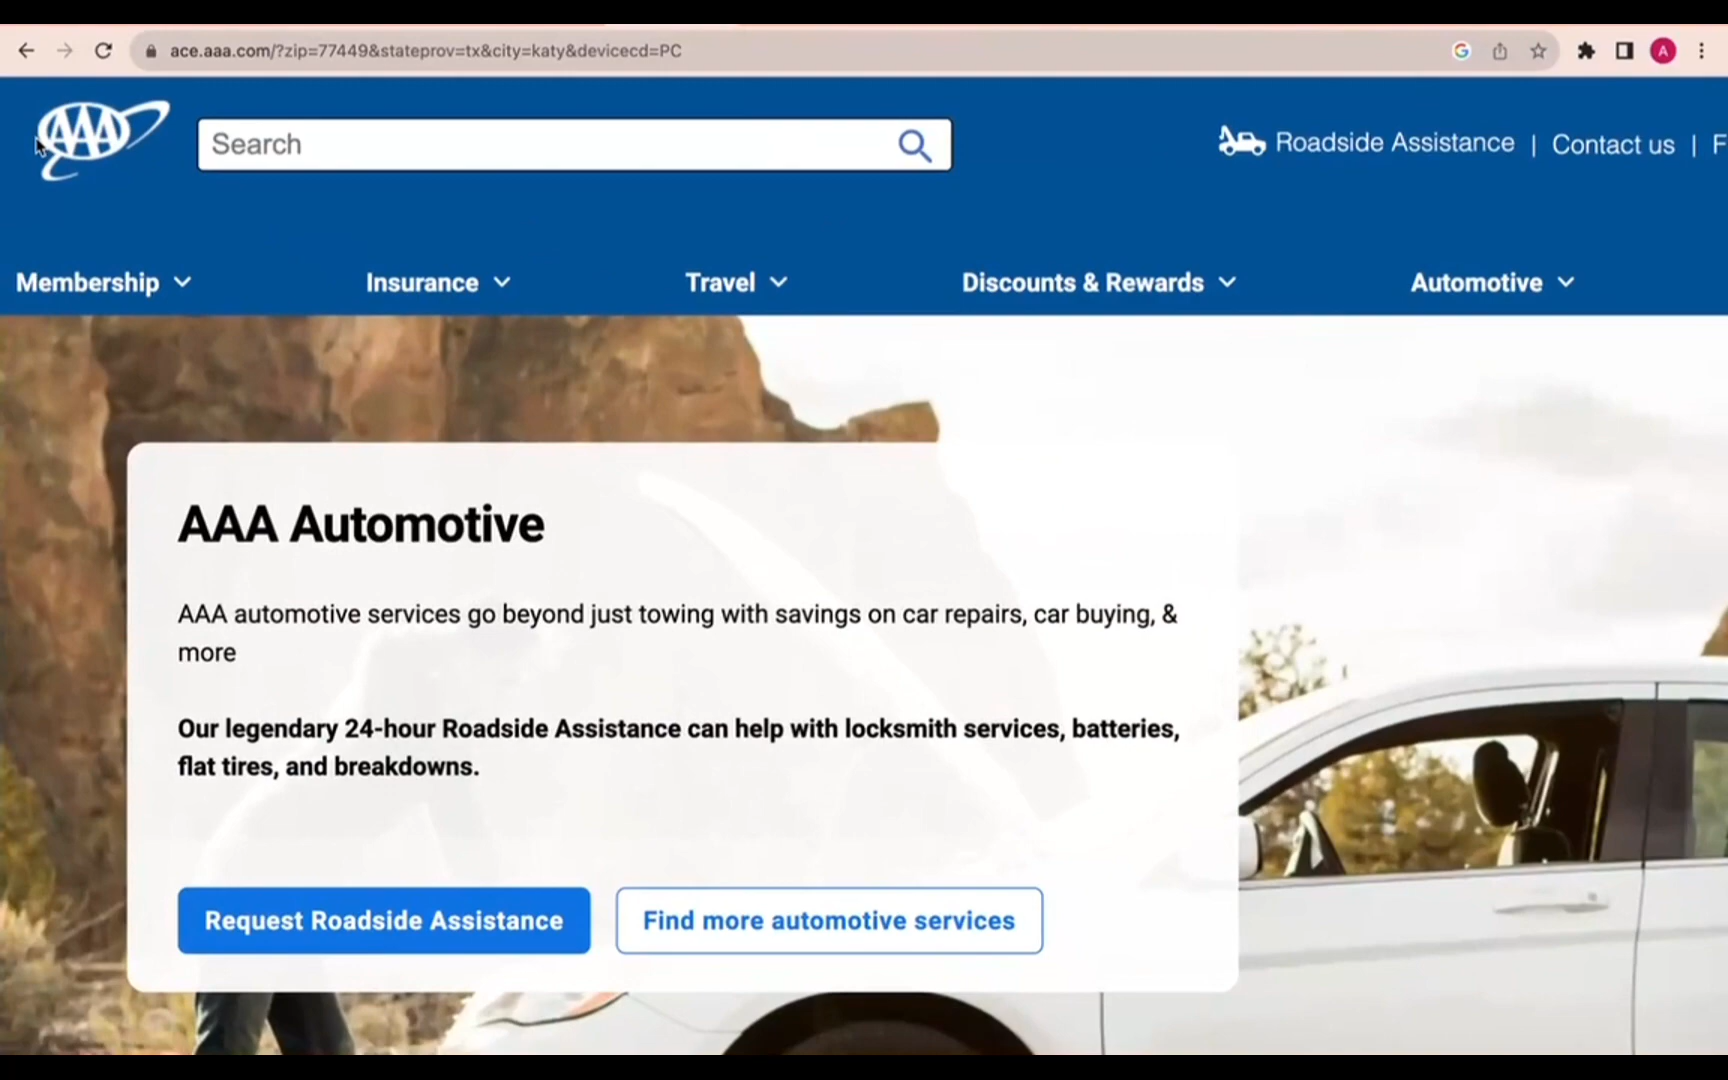 ace.aaa.com/?zip=77449&stateprov=tx&city=katy&devicecd=PC
A
AAA
Search
Roadside Assistance | Contact us | F
Membership
Insurance
Travel
Discounts & Rewards
Automotive
AAA Automotive
AAA automotive services go beyond just towing with savings on car repairs, car buying, &
more
Our legendary 24-hour Roadside Assistance can help with locksmith services, batteries,
flat tires, and breakdowns.
Request Roadside Assistance
Find more automotive services